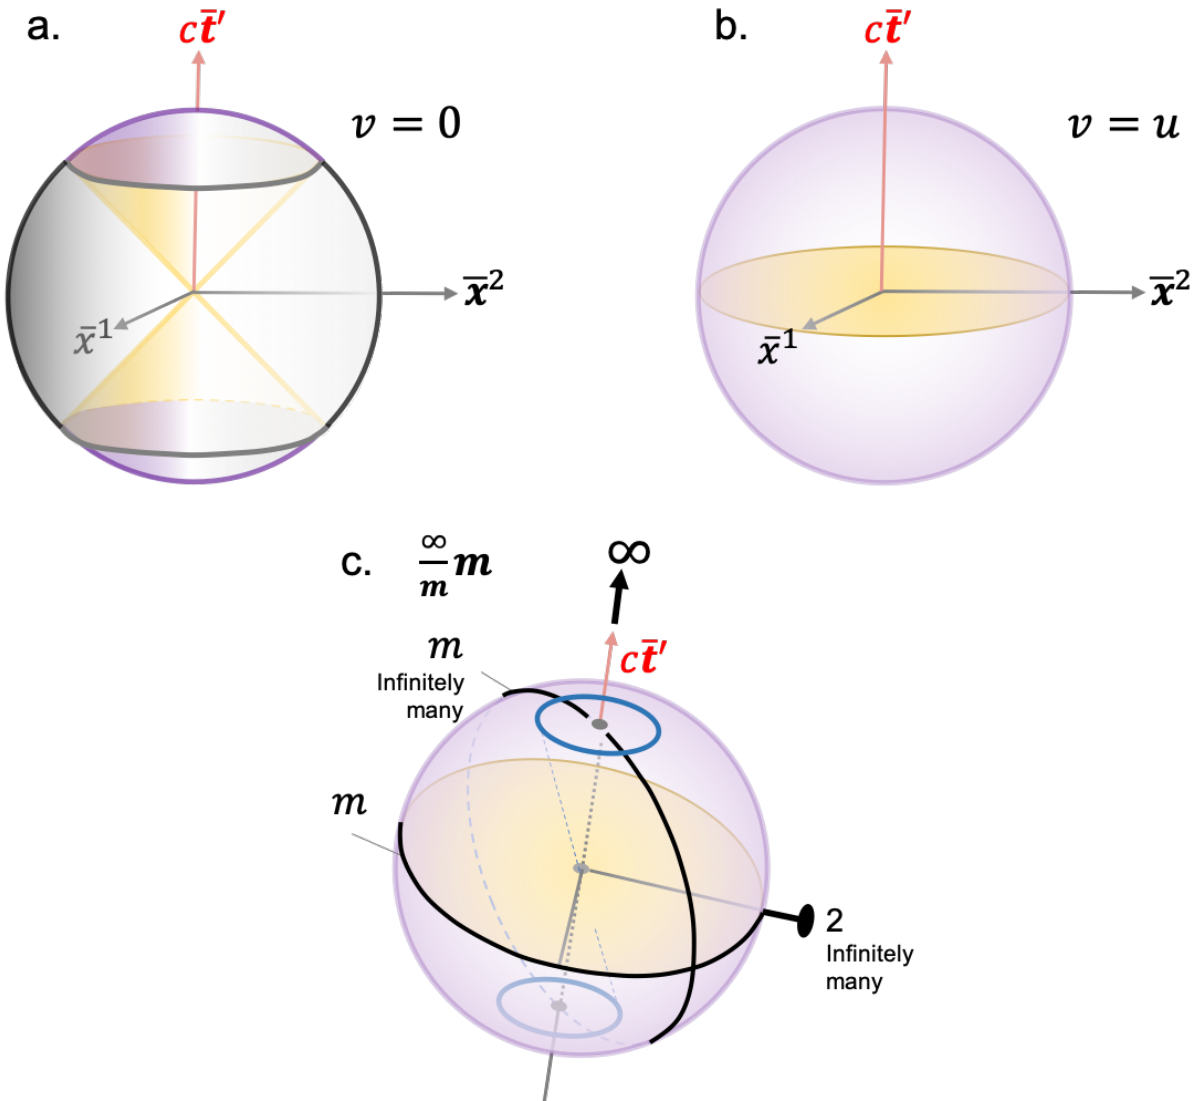 a.
c𝒕̄′
v = 0
x̄²
x̄¹
b.
c𝒕̄′
v = u
x̄²
x̄¹
c. ∞/m m
∞
c𝒕̄′
m
Infinitely
many
m
2
Infinitely
many